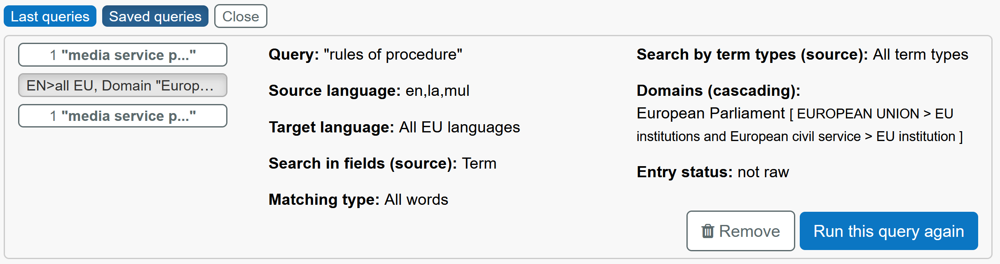 Last queries Saved queries Close
1 "media service p..."
EN>all EU, Domain "Europ...
1 "media service p..."
Query: "rules of procedure"
Source language: en,la,mul
Target language: All EU languages
Search in fields (source): Term
Matching type: All words
Search by term types (source): All term types
Domains (cascading):
European Parliament [ EUROPEAN UNION > EU
institutions and European civil service > EU institution ]
Entry status: not raw
Remove Run this query again